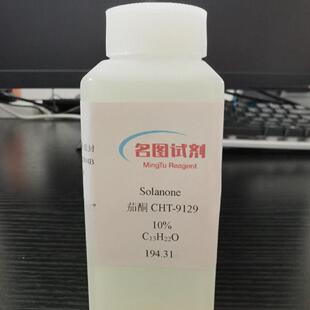 名图试剂
MingTu Reagent
Solanone
茄酮 CHT-9129
10%
C₁₃H₂₂O
194.31